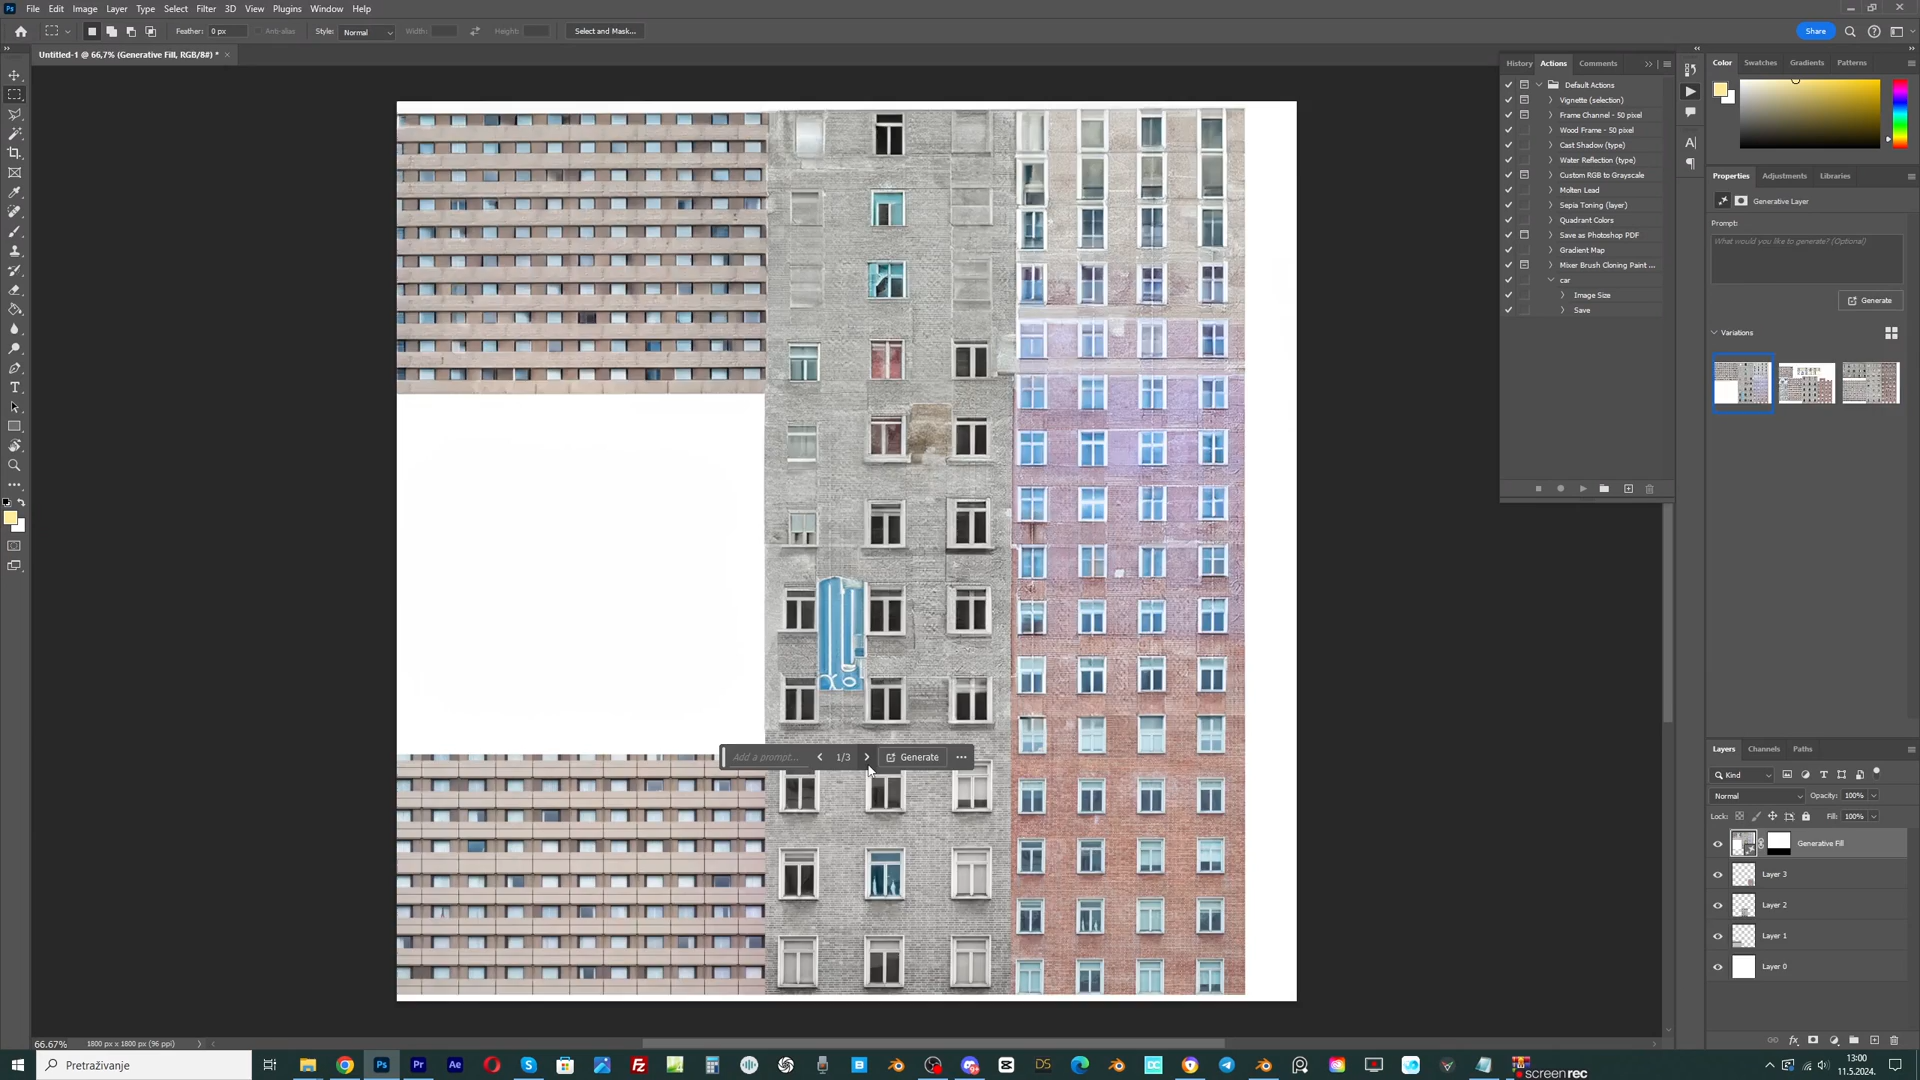 Ps File Edit Image Layer Type Select Filter 3D View Plugins Window Help
Feather: 0 px Anti-alias Style: Normal Width: Height: Select and Mask... Share
Untitled-1 @ 66,7% (Generative Fill, RGB/8#) * ×
History Actions Comments
Default Actions
Vignette (selection)
Frame Channel - 50 pixel
Wood Frame - 50 pixel
Cast Shadow (type)
Water Reflection (type)
Custom RGB to Grayscale
Molten Lead
Sepia Toning (layer)
Quadrant Colors
Save as Photoshop PDF
Gradient Map
Mixer Brush Cloning Paint ...
car
Image Size
Save
Color Swatches Gradients Patterns
Properties Adjustments Libraries
Generative Layer
Prompt:
What would you like to generate? (Optional)
Generate
Variations
Add a prompt... 1/3 Generate
Layers Channels Paths
Kind
Normal Opacity: 100%
Lock: Fill: 100%
Generative Fill
Layer 3
Layer 2
Layer 1
Layer 0
66.67% 1800 px x 1800 px (96 ppi)
Pretraživanje
Ps Pr Ae DS DC
13:00
11.5.2024.
screenrec